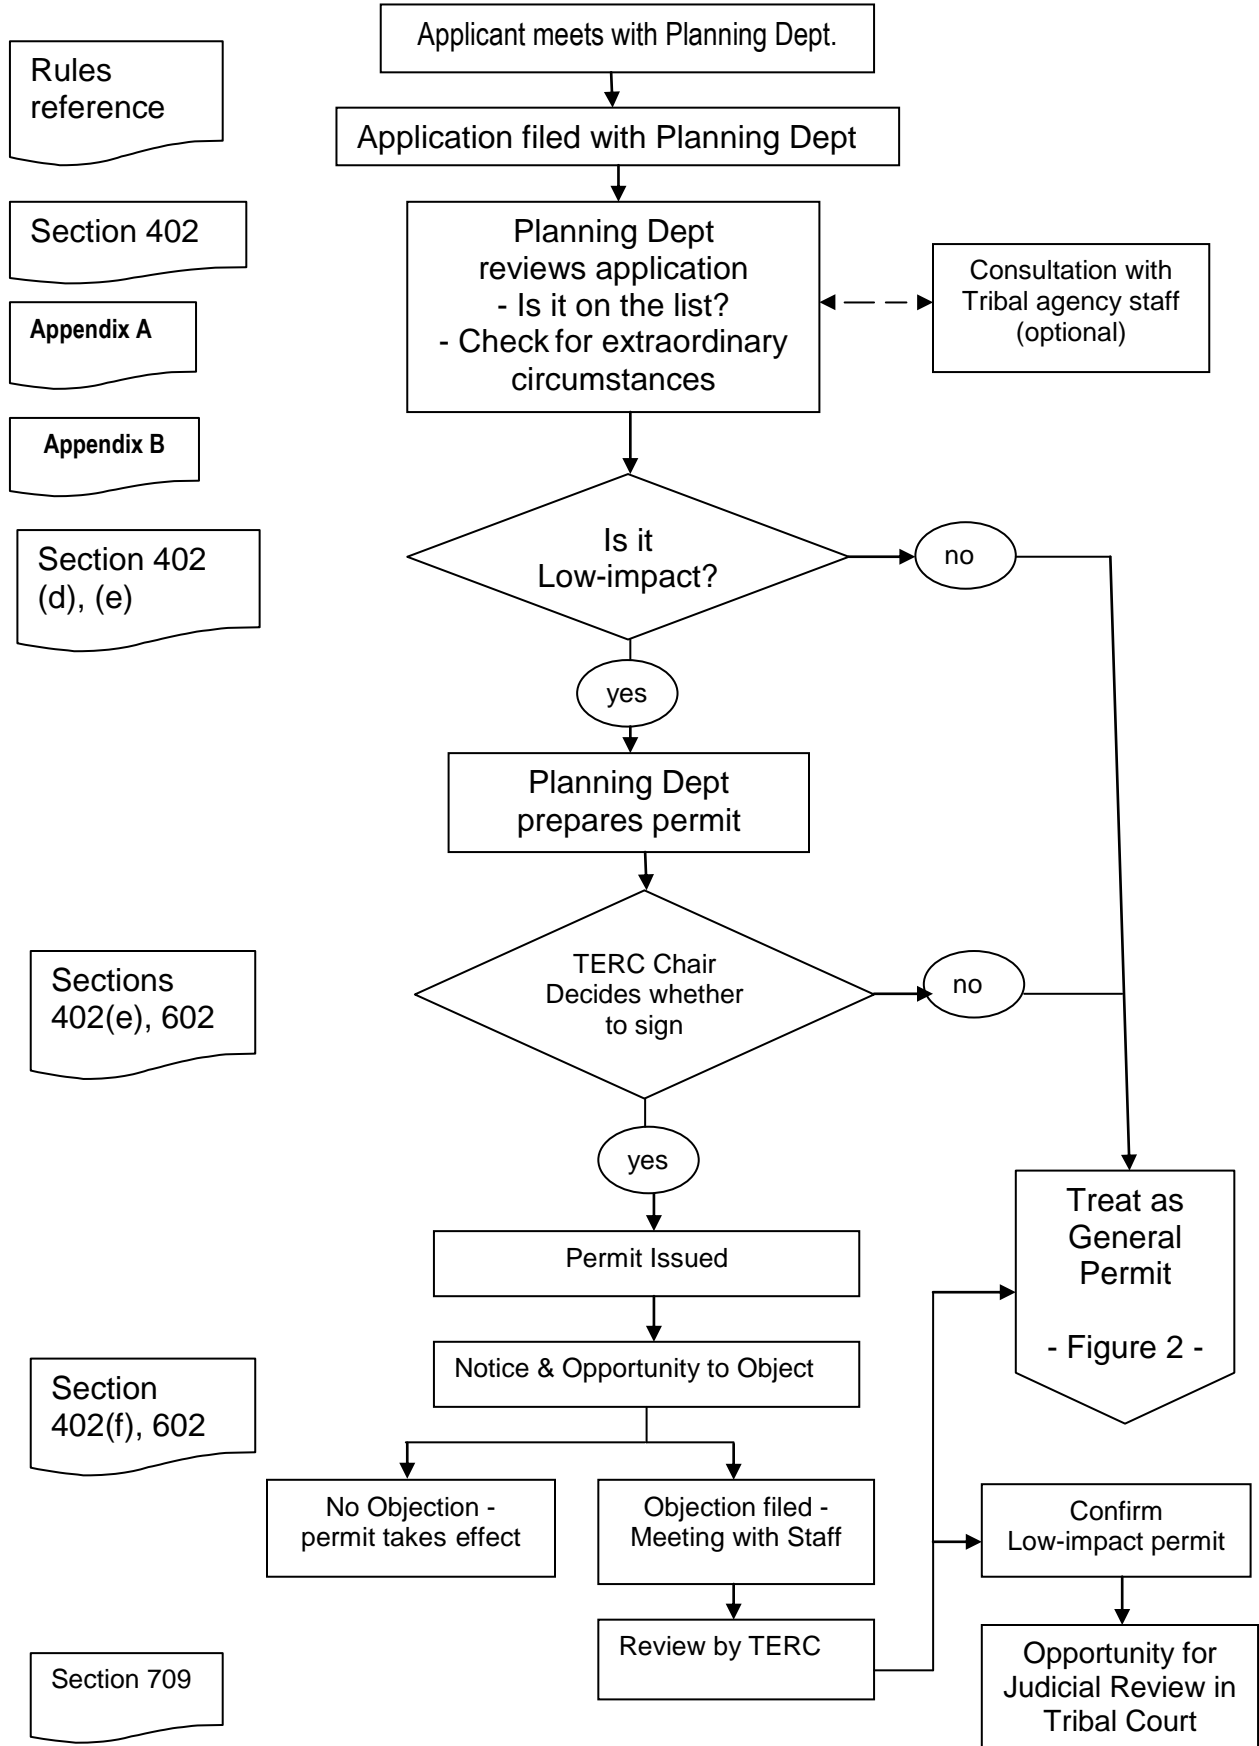 Applicant meets with Planning Dept.
Rules
reference
Application filed with Planning Dept
Section 402
Planning Dept
reviews application
- Is it on the list?
- Check for extraordinary
circumstances
Consultation with
Tribal agency staff
(optional)
Appendix A
Appendix B
Section 402
(d), (e)
Is it
Low-impact?
no
yes
Planning Dept
prepares permit
Sections
402(e), 602
TERC Chair
Decides whether
to sign
no
yes
Permit Issued
Treat as
General
Permit
- Figure 2 -
Notice & Opportunity to Object
Section
402(f), 602
No Objection -
permit takes effect
Objection filed -
Meeting with Staff
Confirm
Low-impact permit
Review by TERC
Section 709
Opportunity for
Judicial Review in
Tribal Court